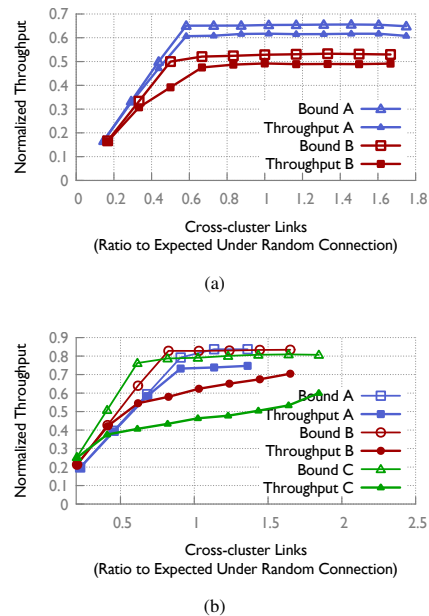 0.7
0.6
0.5
0.4
0.3
0.2
0.1
0
Normalized Throughput
Bound A
Throughput A
Bound B
Throughput B
0 0.2 0.4 0.6 0.8 1 1.2 1.4 1.6 1.8
Cross-cluster Links
(Ratio to Expected Under Random Connection)
(a)
0.9
0.8
0.7
0.6
0.5
0.4
0.3
0.2
0.1
0
Normalized Throughput
Bound A
Throughput A
Bound B
Throughput B
Bound C
Throughput C
0.5 1 1.5 2 2.5
Cross-cluster Links
(Ratio to Expected Under Random Connection)
(b)